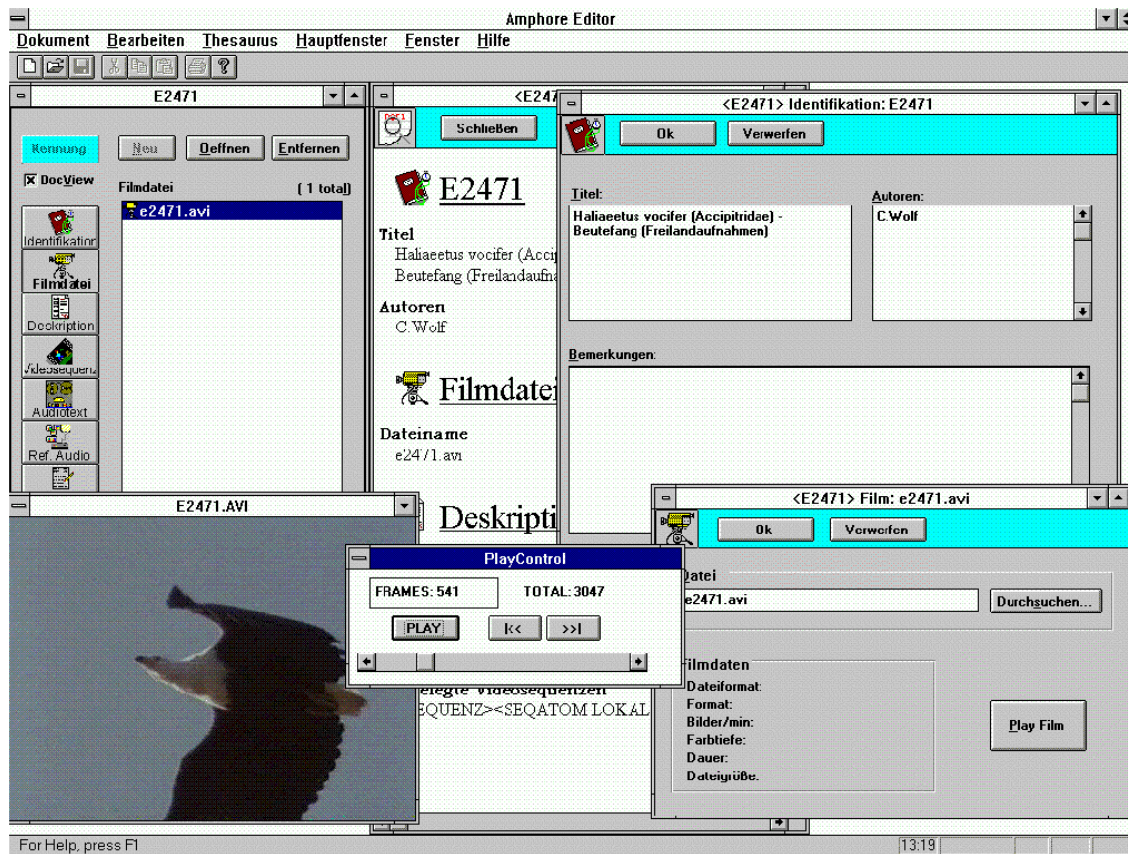 Amphore Editor
Dokument Bearbeiten Thesaurus Hauptfenster Fenster Hilfe
E2471
Kennung
Neu Oeffnen Entfernen
DocView
Filmdatei ( 1 total)
e2471.avi
Identifikation
Filmdatei
Deskription
Videosequenz
Audiotext
Ref. Audio
<E247
Schließen
E2471
Titel
Haliaeetus vocifer (Accip
Beutefang (Freilandaufna
Autoren
C.Wolf
Filmdatei
Dateiname
e2471.avi
Deskripti
elegte Videosequenzen
EQUENZ><SEQATOM LOKAL
<E2471> Identifikation: E2471
Ok Verwerfen
Titel:
Haliaeetus vocifer (Accipitridae) -
Beutefang (Freilandaufnahmen)
Autoren:
C.Wolf
Bemerkungen:
E2471.AVI
PlayControl
FRAMES: 541 TOTAL: 3047
PLAY |<< >>|
<E2471> Film: e2471.avi
Ok Verwerfen
Datei
e2471.avi
Durchsuchen...
Filmdaten
Dateiformat:
Format:
Bilder/min:
Farbtiefe:
Dauer:
Dateigröße:
Play Film
For Help, press F1
13:19